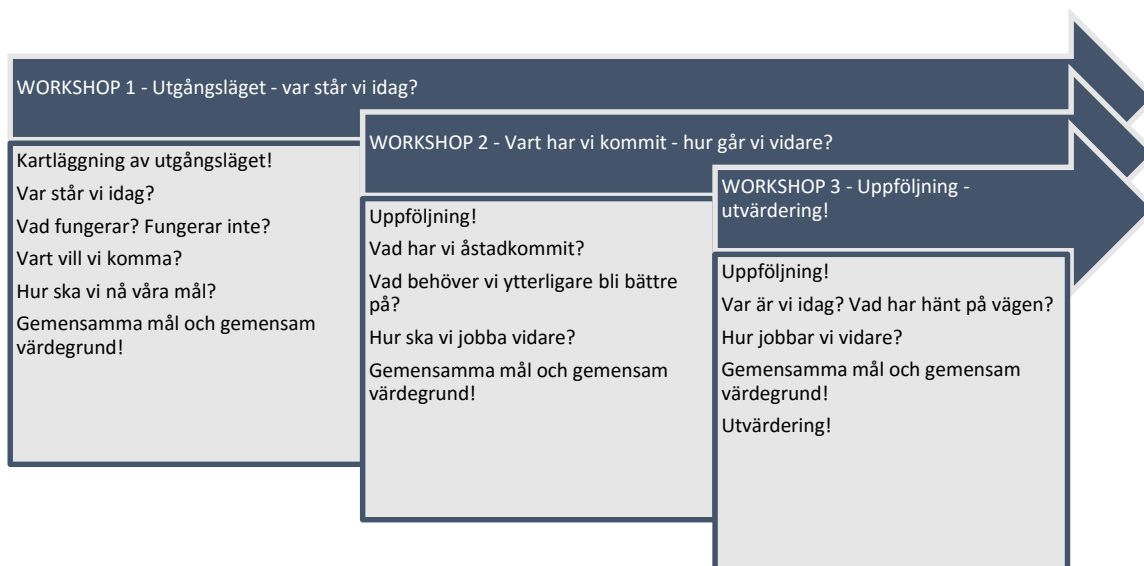 WORKSHOP 1 - Utgångsläget - var står vi idag?
Kartläggning av utgångsläget!
Var står vi idag?
Vad fungerar? Fungerar inte?
Vart vill vi komma?
Hur ska vi nå våra mål?
Gemensamma mål och gemensam
värdegrund!
WORKSHOP 2 - Vart har vi kommit - hur går vi vidare?
Uppföljning!
Vad har vi åstadkommit?
Vad behöver vi ytterligare bli bättre
på?
Hur ska vi jobba vidare?
Gemensamma mål och gemensam
värdegrund!
WORKSHOP 3 - Uppföljning -
utvärdering!
Uppföljning!
Var är vi idag? Vad har hänt på vägen?
Hur jobbar vi vidare?
Gemensamma mål och gemensam
värdegrund!
Utvärdering!